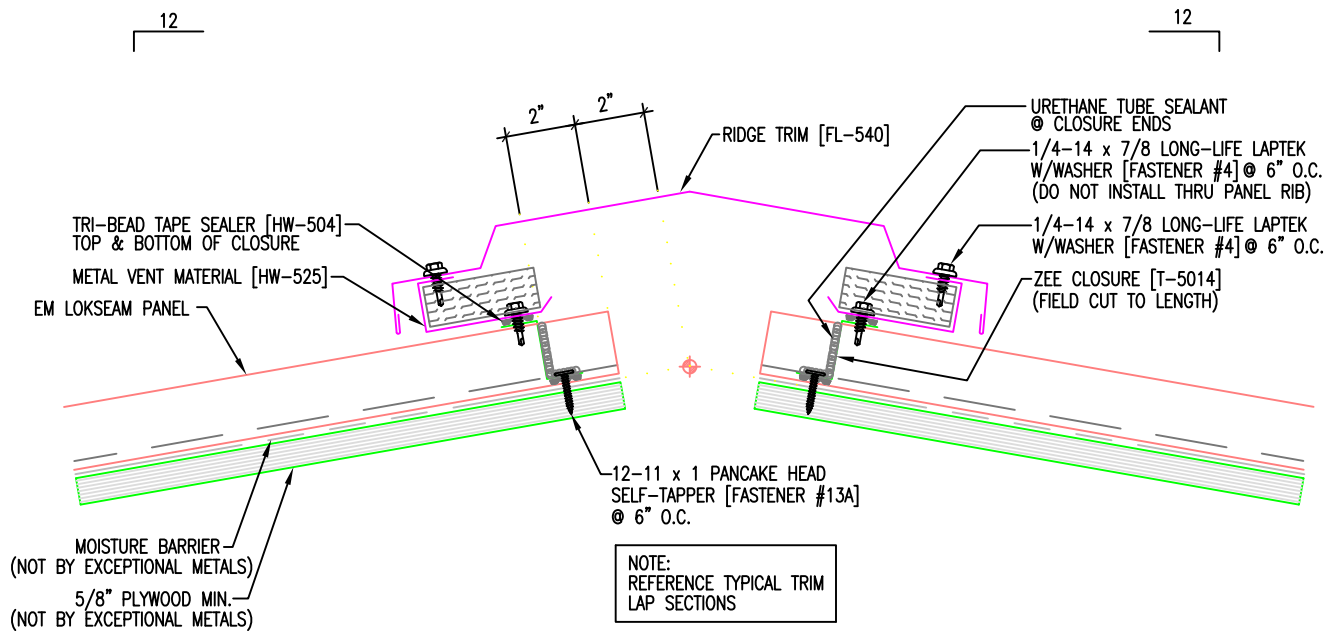 12
12
2"
2"
RIDGE TRIM [FL-540]
URETHANE TUBE SEALANT
@ CLOSURE ENDS
1/4-14 x 7/8 LONG-LIFE LAPTEK
W/WASHER [FASTENER #4] @ 6" O.C.
(DO NOT INSTALL THRU PANEL RIB)
1/4-14 x 7/8 LONG-LIFE LAPTEK
W/WASHER [FASTENER #4] @ 6" O.C.
ZEE CLOSURE [T-5014]
(FIELD CUT TO LENGTH)
TRI-BEAD TAPE SEALER [HW-504]
TOP & BOTTOM OF CLOSURE
METAL VENT MATERIAL [HW-525]
EM LOKSEAM PANEL
12-11 x 1 PANCAKE HEAD
SELF-TAPPER [FASTENER #13A]
@ 6" O.C.
MOISTURE BARRIER
(NOT BY EXCEPTIONAL METALS)
5/8" PLYWOOD MIN.
(NOT BY EXCEPTIONAL METALS)
NOTE:
REFERENCE TYPICAL TRIM
LAP SECTIONS